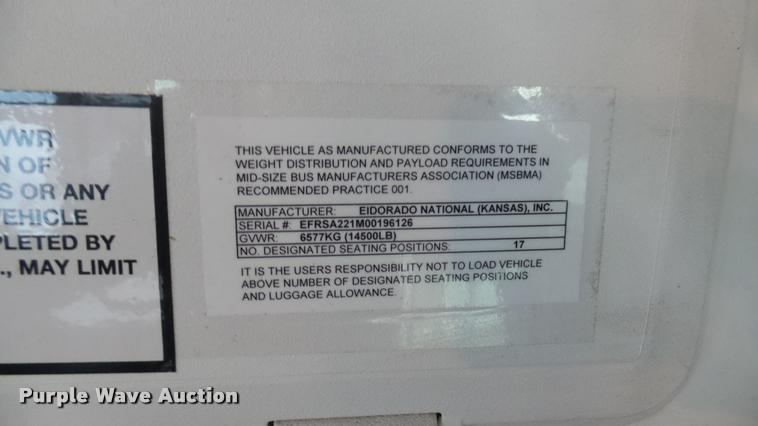 VWR
N OF
S OR ANY
VEHICLE
PLETED BY
., MAY LIMIT
THIS VEHICLE AS MANUFACTURED CONFORMS TO THE
WEIGHT DISTRIBUTION AND PAYLOAD REQUIREMENTS IN
MID-SIZE BUS MANUFACTURERS ASSOCIATION (MSBMA)
RECOMMENDED PRACTICE 001.
MANUFACTURER: EIDORADO NATIONAL (KANSAS), INC.
SERIAL #: EFRSA221M00196126
GVWR: 6577KG (14500LB)
NO. DESIGNATED SEATING POSITIONS: 17
IT IS THE USERS RESPONSIBILITY NOT TO LOAD VEHICLE
ABOVE NUMBER OF DESIGNATED SEATING POSITIONS
AND LUGGAGE ALLOWANCE.
Purple Wave Auction